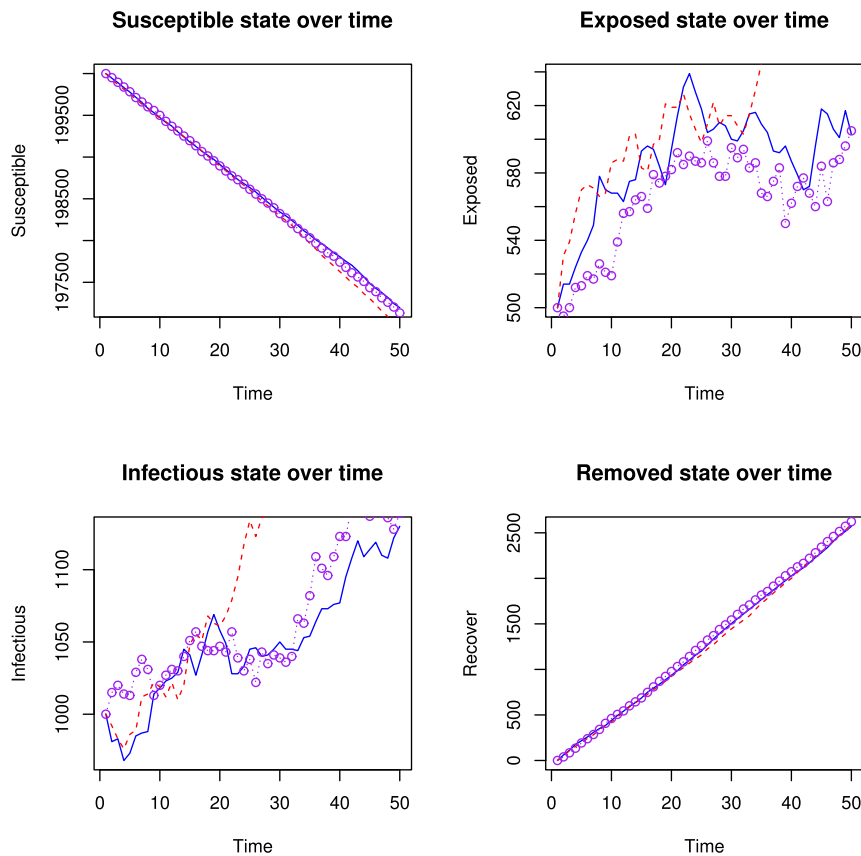 Susceptible state over time
Susceptible
199500
198500
197500
0 10 20 30 40 50
Time
Exposed state over time
Exposed
620
580
540
500
0 10 20 30 40 50
Time
Infectious state over time
Infectious
1100
1050
1000
0 10 20 30 40 50
Time
Removed state over time
Recover
2500
1500
500
0
0 10 20 30 40 50
Time